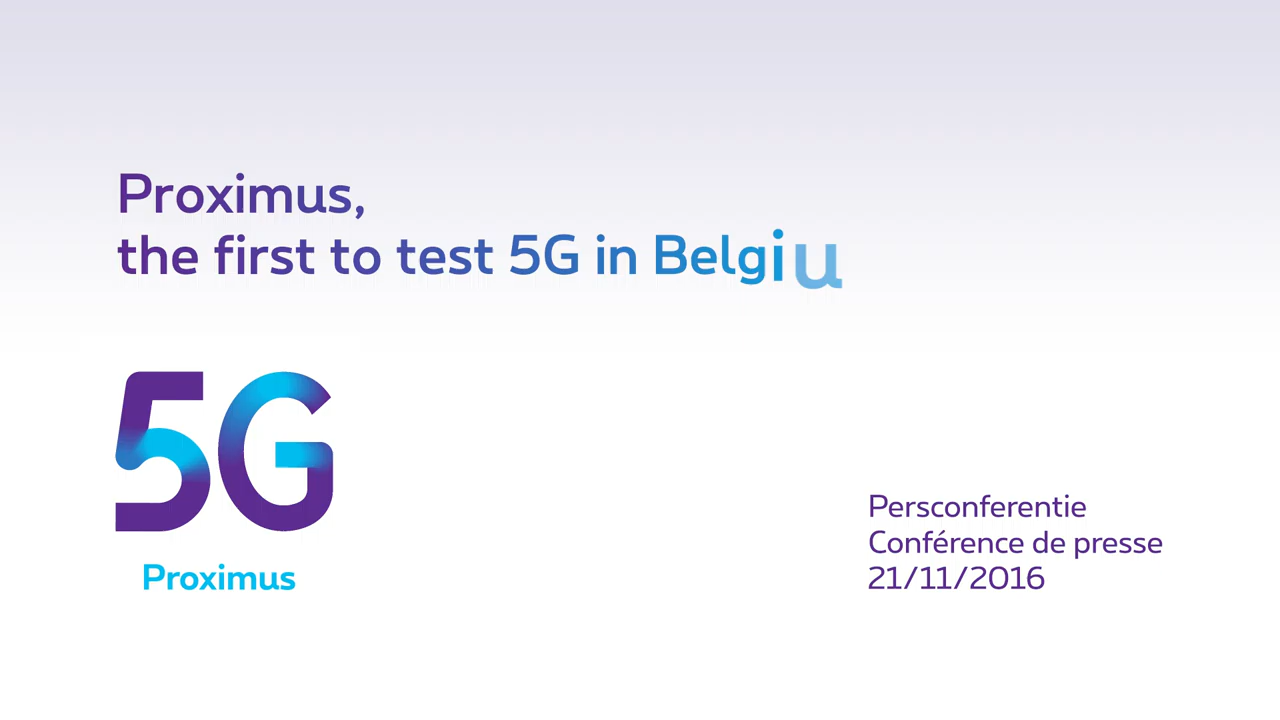 Proximus,
the first to test 5G in Belgiu
5G
Proximus
Persconferentie
Conférence de presse
21/11/2016